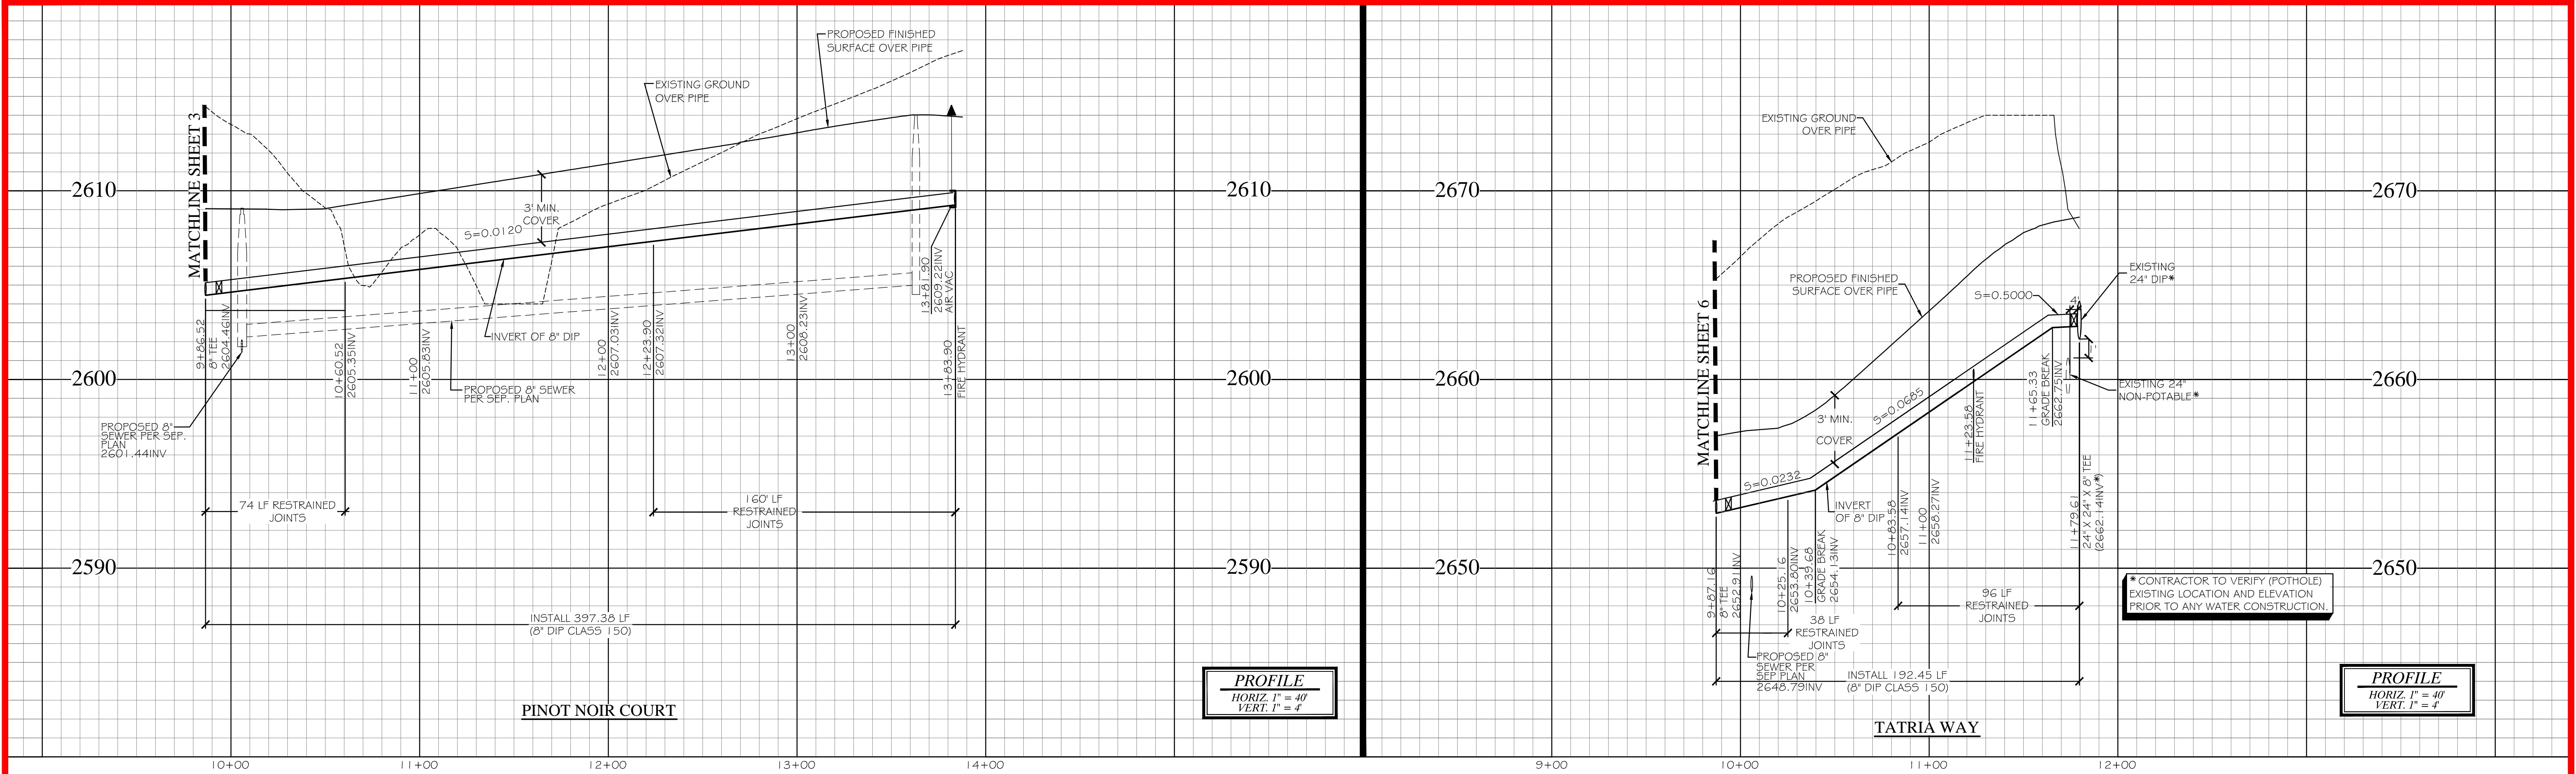 PROPOSED FINISHED
SURFACE OVER PIPE
EXISTING GROUND
OVER PIPE
MATCHLINE SHEET 3
2610
2610
3' MIN.
COVER
S=0.0120
9+86.52
8" TEE
2604.46INV
10+60.52
2605.35INV
11+00
2605.83INV
INVERT OF 8" DIP
12+00
2607.03INV
12+23.90
2607.32INV
13+00
2608.23INV
13+81.90
2609.22INV
AIR VAC
13+83.90
FIRE HYDRANT
2600
2600
PROPOSED 8" SEWER
PER SEP. PLAN
PROPOSED 8"
SEWER PER SEP.
PLAN
2601.44INV
74 LF RESTRAINED
JOINTS
160' LF
RESTRAINED
JOINTS
2590
2590
INSTALL 397.38 LF
(8" DIP CLASS 150)
PINOT NOIR COURT
PROFILE
HORIZ. 1" = 40'
VERT. 1" = 4'
10+00
11+00
12+00
13+00
14+00
EXISTING GROUND
OVER PIPE
2670
2670
MATCHLINE SHEET 6
PROPOSED FINISHED
SURFACE OVER PIPE
S=0.5000
EXISTING
24" DIP*
2660
2660
3' MIN.
COVER
S=0.0685
S=0.0232
EXISTING 24"
NON-POTABLE*
INVERT
OF 8" DIP
9+87.16
8" TEE
2652.91INV
10+25.16
2653.80INV
10+39.68
GRADE BREAK
2654.13INV
10+83.58
2657.14INV
11+00
2658.27INV
11+23.58
FIRE HYDRANT
11+65.33
GRADE BREAK
2662.75INV
11+79.61
24" X 24" X 8" TEE
(2662.14INV*)
2650
2650
* CONTRACTOR TO VERIFY (POTHOLE)
EXISTING LOCATION AND ELEVATION
PRIOR TO ANY WATER CONSTRUCTION.
38 LF
RESTRAINED
JOINTS
96 LF
RESTRAINED
JOINTS
PROPOSED 8"
SEWER PER
SEP PLAN
2648.79INV
INSTALL 192.45 LF
(8" DIP CLASS 150)
TATRIA WAY
PROFILE
HORIZ. 1" = 40'
VERT. 1" = 4'
9+00
10+00
11+00
12+00